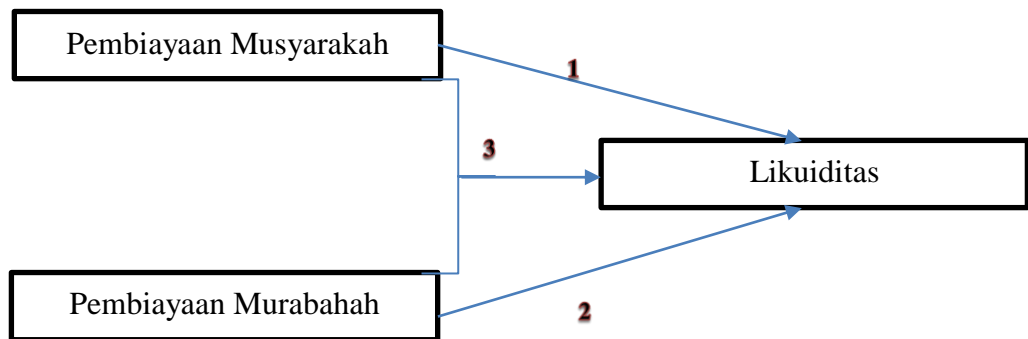 Pembiayaan Musyarakah
1
3
Likuiditas
Pembiayaan Murabahah
2